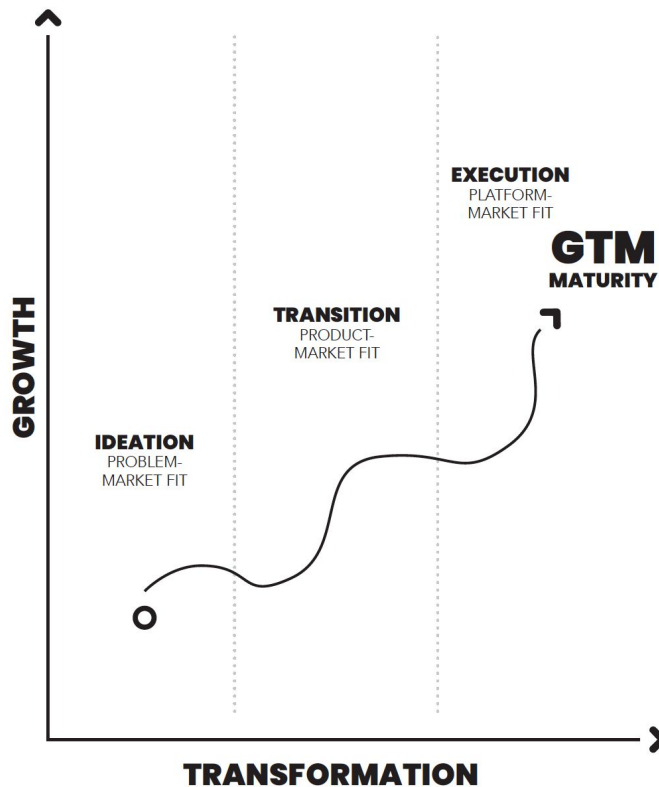 EXECUTION
PLATFORM-
MARKET FIT
GTM
MATURITY
TRANSITION
PRODUCT-
MARKET FIT
GROWTH
IDEATION
PROBLEM-
MARKET FIT
TRANSFORMATION